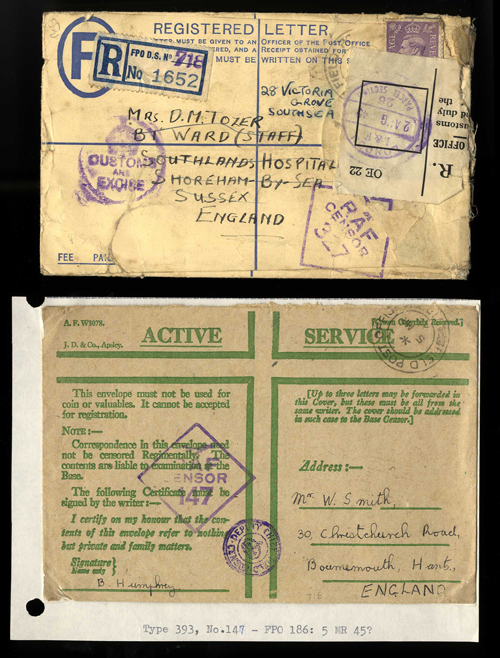 REGISTERED LETTER,
MUST BE GIVEN TO AN OFFICER OF THE POST OFFICE
AND A RECEIPT OBTAINED FOR
MUST BE WRITTEN ON THIS
R
FPO D.S. No 218
No 1652
28 VICTORIA
GROVE
SOUTHSEA
MRS. D.M. TOZER
B1 WARD (STAFF)
SOUTHLANDS HOSPITAL
SHOREHAM-BY-SEA
SUSSEX
ENGLAND
CUSTOMS
AND
EXCISE
RAF
CENSOR
FEE
R.
OFFICE
OE 22
A.F. W3078.
J. D. & Co., Apsley.
ACTIVE SERVICE
FIELD POST
This envelope must not be used for
coin or valuables. It cannot be accepted
for registration.
NOTE:—
Correspondence in this envelope need
not be censored Regimentally. The
contents are liable to examination at the
Base.
The following Certificate must be
signed by the writer:—
I certify on my honour that the con-
tents of this envelope refer to nothing
but private and family matters.
Signature
Name only
B. Humphrey
CENSOR
147
[Up to three letters may be forwarded in
this Cover, but these must be all from the
same writer. The cover should be addressed
in such case to the Base Censor.]
Address:—
Mr. W. Smith,
30, Christchurch Road,
Bournemouth, Hants,
ENGLAND
Type 393, No.147 - FPO 186: 5 MR 45?